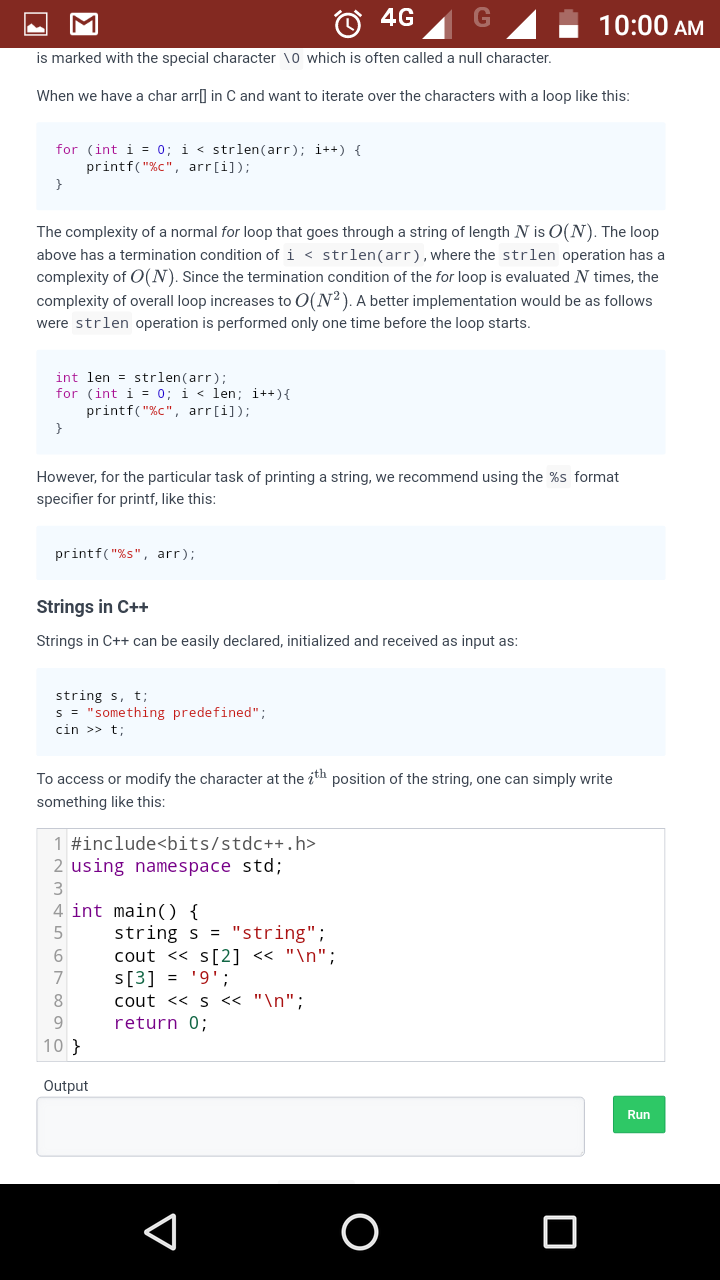 4G G 10:00 AM
is marked with the special character \0 which is often called a null character.
When we have a char arr[] in C and want to iterate over the characters with a loop like this:
for (int i = 0; i < strlen(arr); i++) {
    printf("%c", arr[i]);
}
The complexity of a normal for loop that goes through a string of length N is O(N). The loop
above has a termination condition of i < strlen(arr), where the strlen operation has a
complexity of O(N). Since the termination condition of the for loop is evaluated N times, the
complexity of overall loop increases to O(N²). A better implementation would be as follows
were strlen operation is performed only one time before the loop starts.
int len = strlen(arr);
for (int i = 0; i < len; i++){
    printf("%c", arr[i]);
}
However, for the particular task of printing a string, we recommend using the %s format
specifier for printf, like this:
printf("%s", arr);
Strings in C++
Strings in C++ can be easily declared, initialized and received as input as:
string s, t;
s = "something predefined";
cin >> t;
To access or modify the character at the iᵗʰ position of the string, one can simply write
something like this:
1 #include<bits/stdc++.h>
2 using namespace std;
3
4 int main() {
5     string s = "string";
6     cout << s[2] << "\n";
7     s[3] = '9';
8     cout << s << "\n";
9     return 0;
10 }
Output
Run